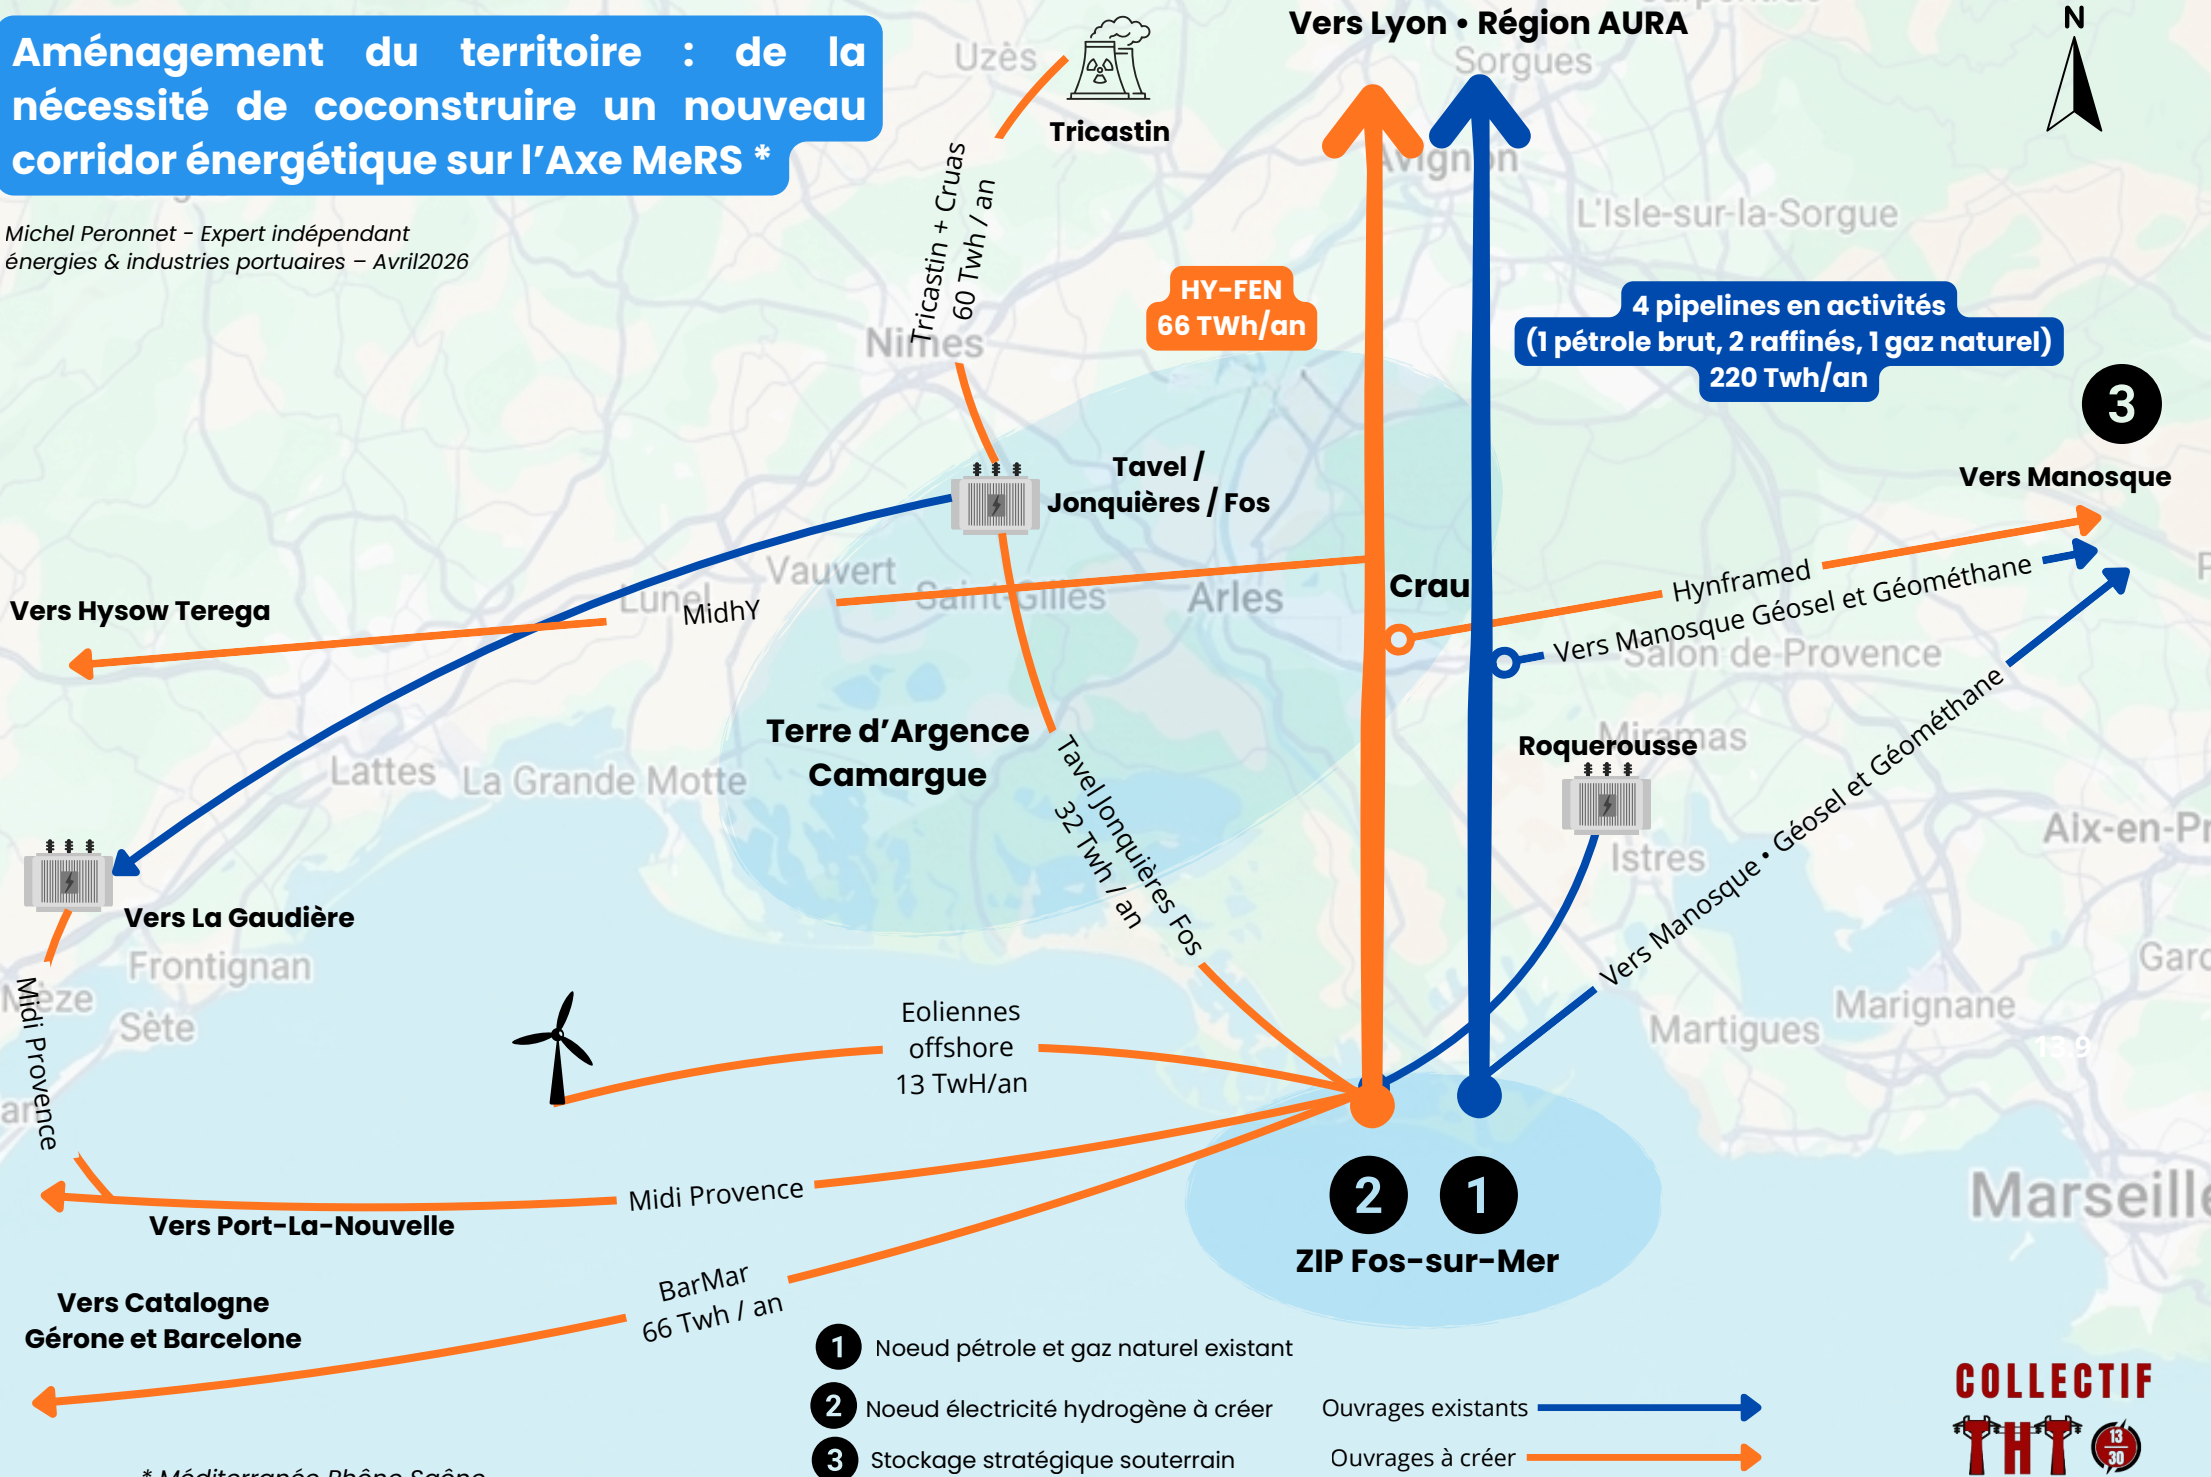 Aménagement du territoire : de la
nécessité de coconstruire un nouveau
corridor énergétique sur l'Axe MeRS *
Michel Peronnet - Expert indépendant
énergies & industries portuaires – Avril2026
Vers Lyon • Région AURA
N
Uzès
Sorgues
Tricastin
Avignon
L'Isle-sur-la-Sorgue
Tricastin + Cruas
60 Twh / an
HY-FEN
66 TWh/an
4 pipelines en activités
(1 pétrole brut, 2 raffinés, 1 gaz naturel)
220 Twh/an
Nîmes
3
Vers Manosque
Tavel /
Jonquières / Fos
Vauvert
Lunel
Saint-Gilles
Arles
Crau
MidhY
Hynframed
Vers Manosque Géosel et Géométhane
Vers Hysow Terega
Salon-de-Provence
Terre d'Argence
Camargue
Miramas
Roquerousse
Lattes
La Grande Motte
Tavel Jonquières Fos
32 Twh / an
Vers Manosque • Géosel et Géométhane
Istres
Aix-en-Pr
Vers La Gaudière
Frontignan
Mèze
Sète
Midi Provence
Eoliennes
offshore
13 TwH/an
Marignane
Martigues
Gard
13.9
Marseille
2
1
ZIP Fos-sur-Mer
Midi Provence
Vers Port-La-Nouvelle
BarMar
66 Twh / an
Vers Catalogne
Gérone et Barcelone
1 Noeud pétrole et gaz naturel existant
2 Noeud électricité hydrogène à créer
3 Stockage stratégique souterrain
Ouvrages existants
Ouvrages à créer
COLLECTIF
THT
13
30
* Méditerranée Rhône Saône